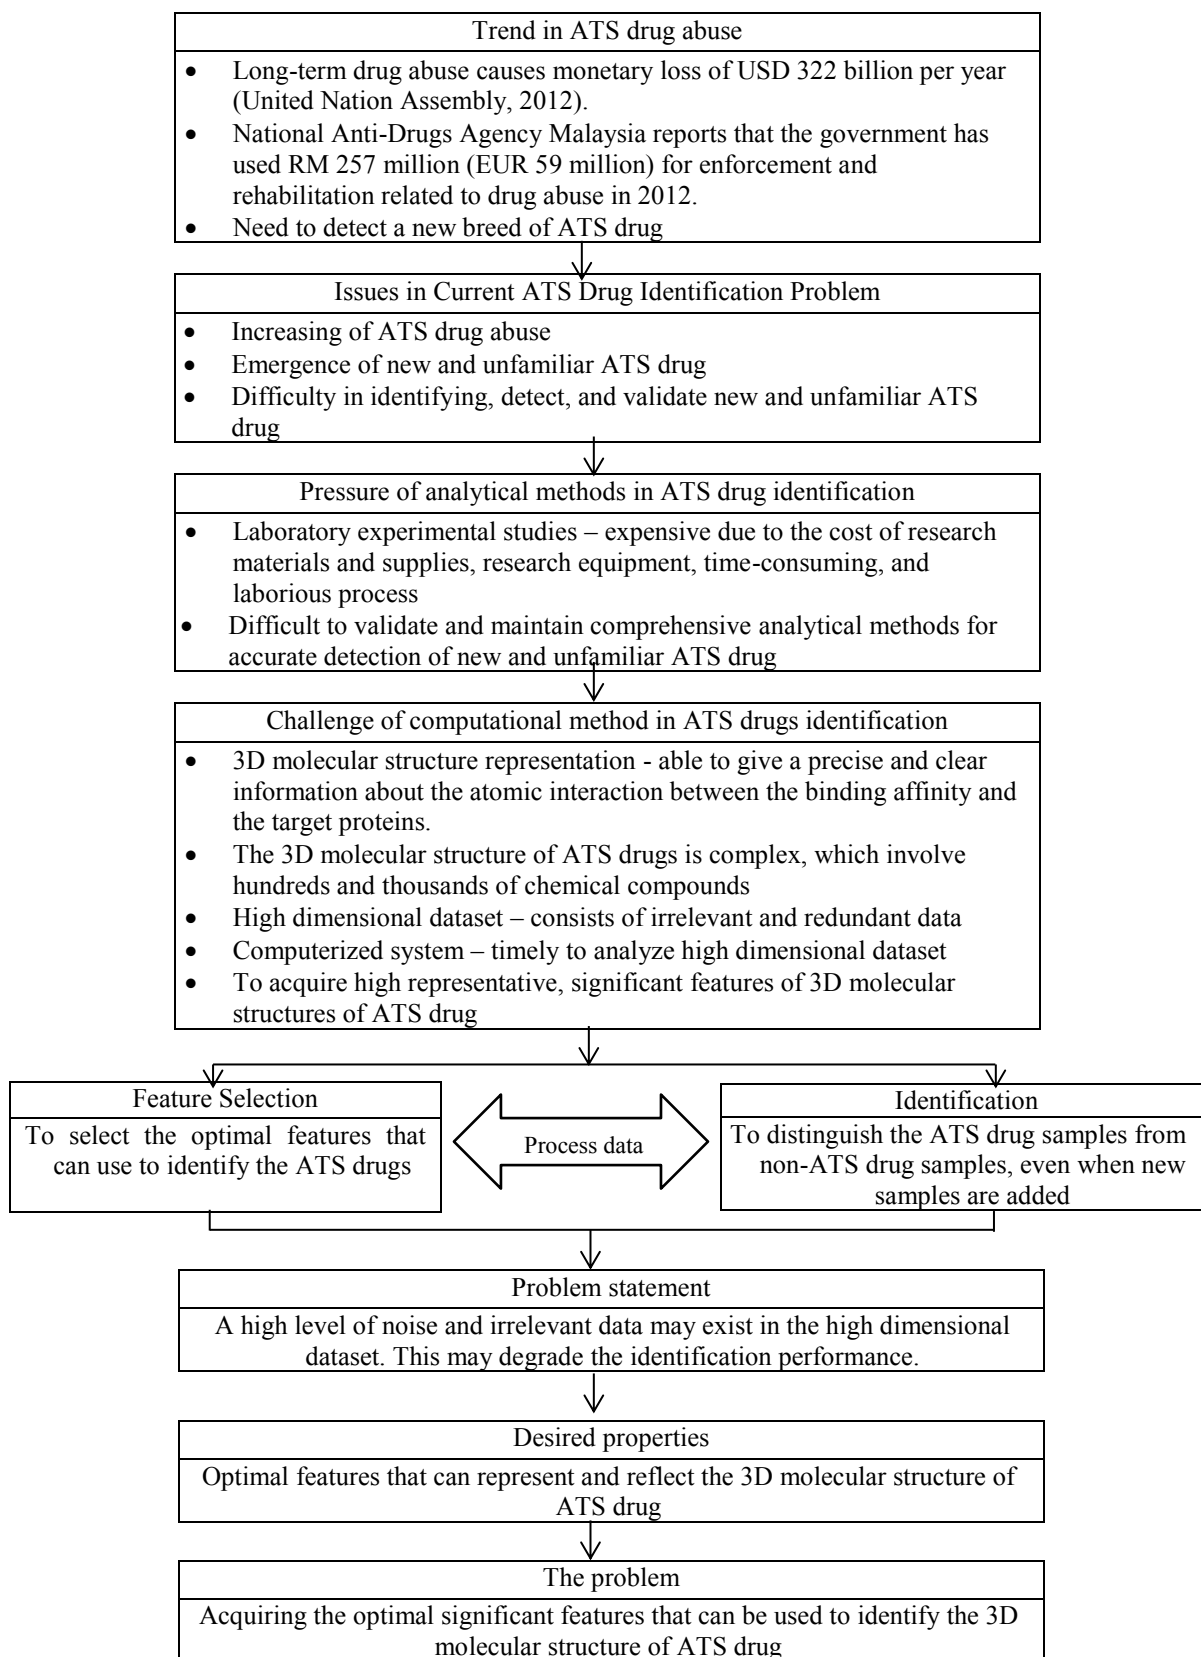 Trend in ATS drug abuse
• Long-term drug abuse causes monetary loss of USD 322 billion per year
(United Nation Assembly, 2012).
• National Anti-Drugs Agency Malaysia reports that the government has
used RM 257 million (EUR 59 million) for enforcement and
rehabilitation related to drug abuse in 2012.
• Need to detect a new breed of ATS drug
Issues in Current ATS Drug Identification Problem
• Increasing of ATS drug abuse
• Emergence of new and unfamiliar ATS drug
• Difficulty in identifying, detect, and validate new and unfamiliar ATS
drug
Pressure of analytical methods in ATS drug identification
• Laboratory experimental studies – expensive due to the cost of research
materials and supplies, research equipment, time-consuming, and
laborious process
• Difficult to validate and maintain comprehensive analytical methods for
accurate detection of new and unfamiliar ATS drug
Challenge of computational method in ATS drugs identification
• 3D molecular structure representation - able to give a precise and clear
information about the atomic interaction between the binding affinity and
the target proteins.
• The 3D molecular structure of ATS drugs is complex, which involve
hundreds and thousands of chemical compounds
• High dimensional dataset – consists of irrelevant and redundant data
• Computerized system – timely to analyze high dimensional dataset
• To acquire high representative, significant features of 3D molecular
structures of ATS drug
Feature Selection
To select the optimal features that
can use to identify the ATS drugs
Process data
Identification
To distinguish the ATS drug samples from
non-ATS drug samples, even when new
samples are added
Problem statement
A high level of noise and irrelevant data may exist in the high dimensional
dataset. This may degrade the identification performance.
Desired properties
Optimal features that can represent and reflect the 3D molecular structure of
ATS drug
The problem
Acquiring the optimal significant features that can be used to identify the 3D
molecular structure of ATS drug